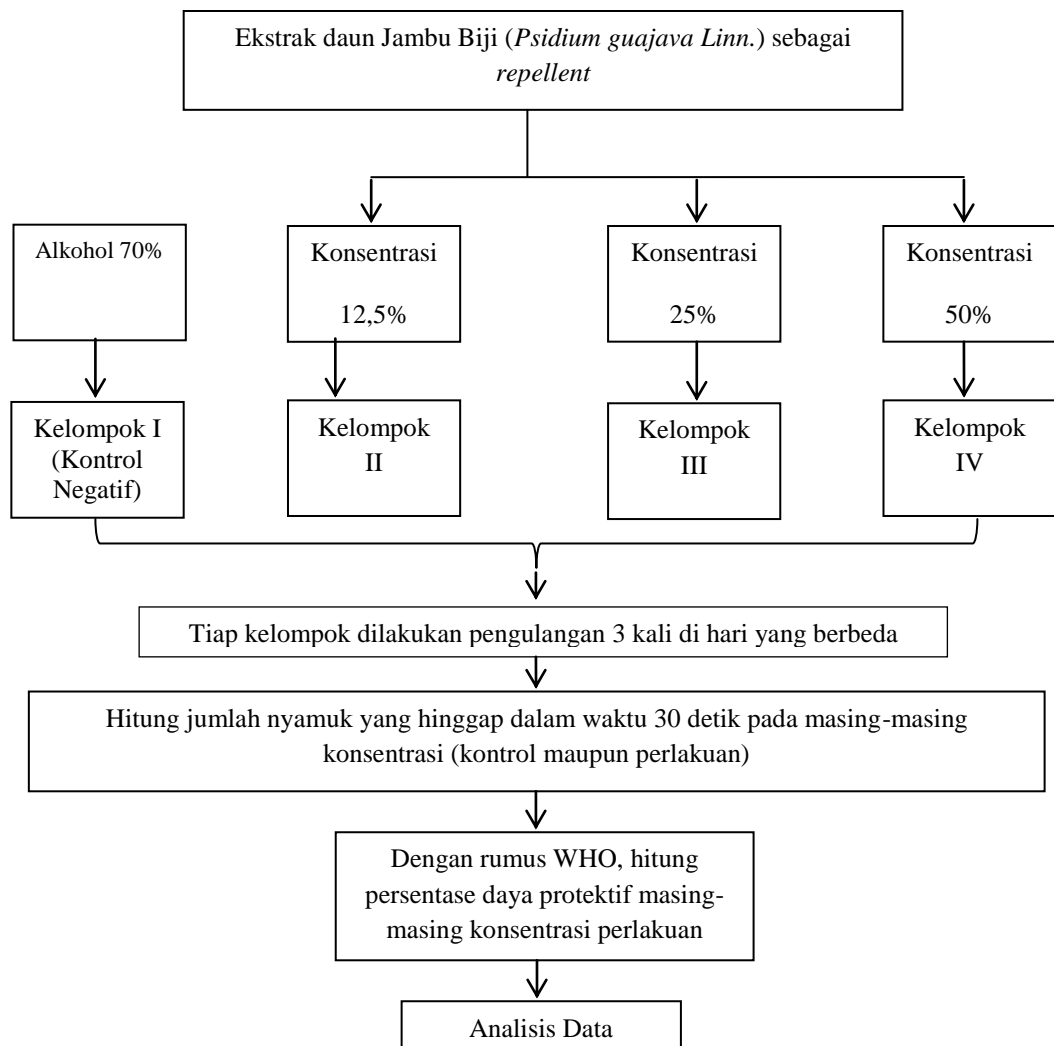 Ekstrak daun Jambu Biji (Psidium guajava Linn.) sebagai
repellent
Alkohol 70%
Konsentrasi
12,5%
Konsentrasi
25%
Konsentrasi
50%
Kelompok I
(Kontrol
Negatif)
Kelompok
II
Kelompok
III
Kelompok
IV
Tiap kelompok dilakukan pengulangan 3 kali di hari yang berbeda
Hitung jumlah nyamuk yang hinggap dalam waktu 30 detik pada masing-masing
konsentrasi (kontrol maupun perlakuan)
Dengan rumus WHO, hitung
persentase daya protektif masing-
masing konsentrasi perlakuan
Analisis Data